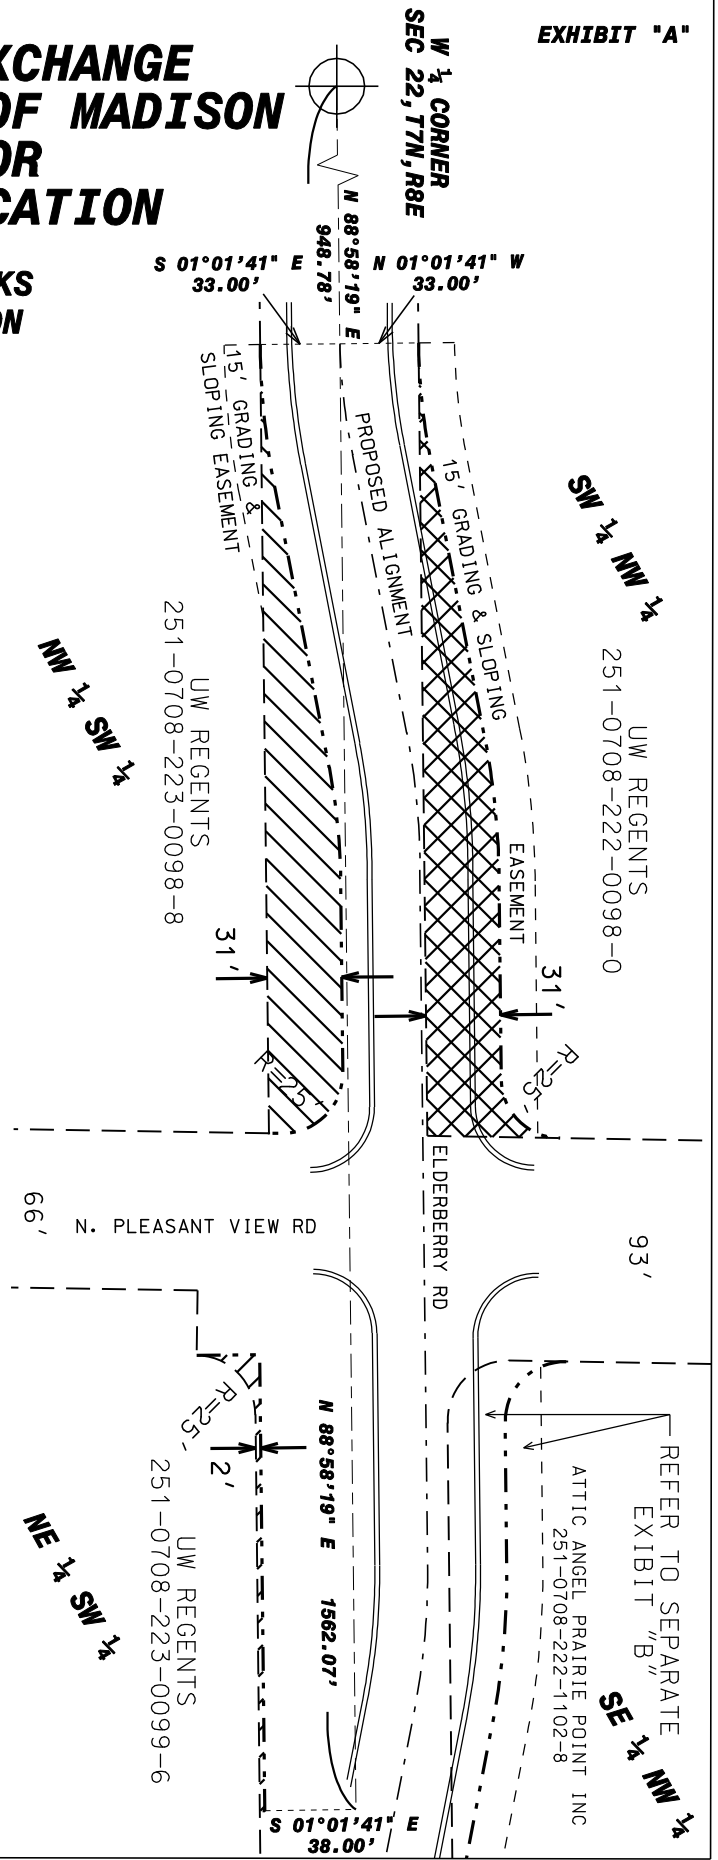 EXHIBIT "A"
XCHANGE
OF MADISON
OR
CATION
KS
ON
W ¼ CORNER
SEC 22,T7N,R8E
N 88°58'19" E
948.78'
S 01°01'41" E
33.00'
N 01°01'41" W
33.00'
15' GRADING &
SLOPING EASEMENT
PROPOSED ALIGNMENT
15' GRADING & SLOPING
EASEMENT
SW ¼ NW ¼
UW REGENTS
251-0708-222-0098-0
UW REGENTS
251-0708-223-0098-8
NW ¼ SW ¼
31'
31'
R=25'
R=25'
ELDERBERRY RD
66'
N. PLEASANT VIEW RD
93'
R=25'
2'
N 88°58'19" E 1562.07'
REFER TO SEPARATE
EXIBIT "B"
ATTIC ANGEL PRAIRIE POINT INC
251-0708-222-1102-8
UW REGENTS
251-0708-223-0099-6
NE ¼ SW ¼
SE ¼ NW ¼
S 01°01'41" E
38.00'